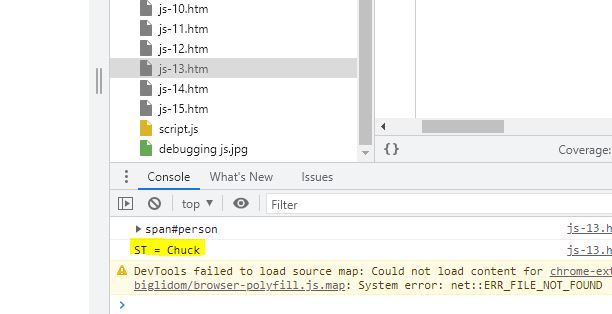 js-10.htm
js-11.htm
js-12.htm
js-13.htm
js-14.htm
js-15.htm
script.js
debugging js.jpg
{}
Coverage:
Console What's New Issues
top Filter
span#person js-13.h
ST = Chuck js-13.h
DevTools failed to load source map: Could not load content for chrome-ext
biglidom/browser-polyfill.js.map: System error: net::ERR_FILE_NOT_FOUND
>